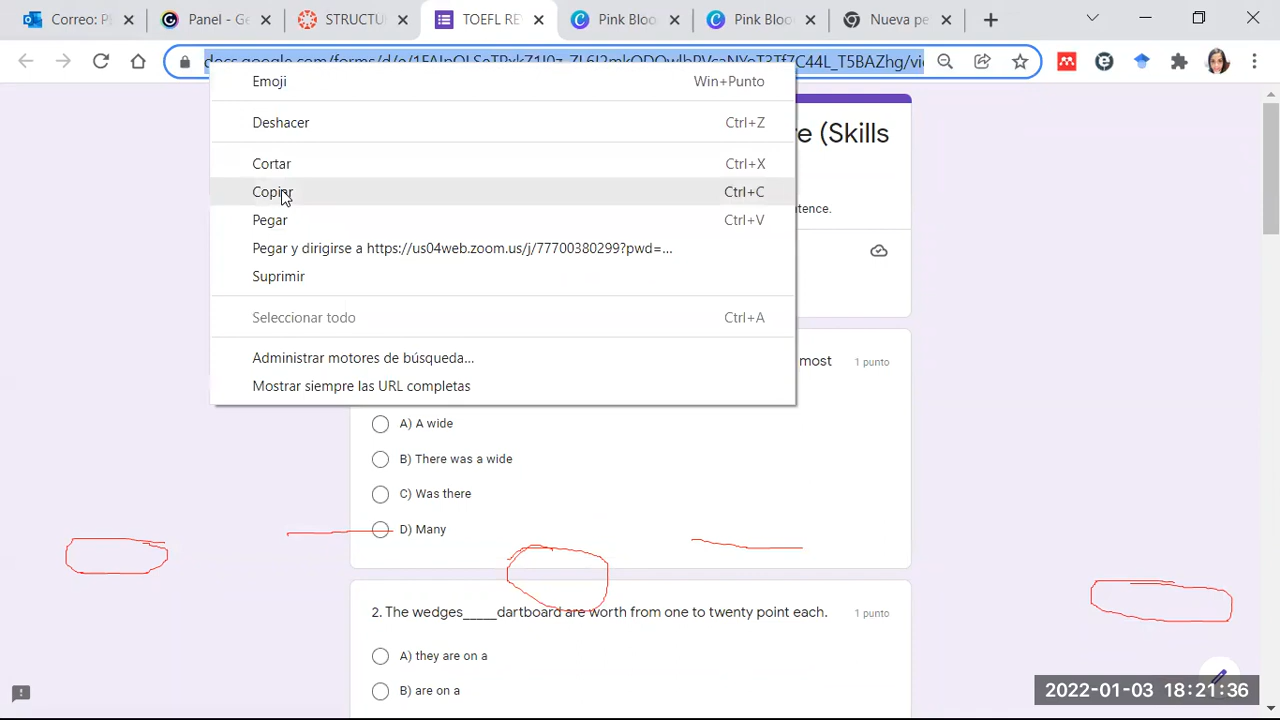 Correo: Pa
Panel - Ge
STRUCTU
TOEFL RE
Pink Bloo
Pink Bloo
Nueva pe
Emoji Win+Punto
Deshacer Ctrl+Z
Cortar Ctrl+X
Copiar Ctrl+C
Pegar Ctrl+V
Pegar y dirigirse a https://us04web.zoom.us/j/77700380299?pwd=...
Suprimir
Seleccionar todo Ctrl+A
Administrar motores de búsqueda...
Mostrar siempre las URL completas
e (Skills
tence.
most 1 punto
A) A wide
B) There was a wide
C) Was there
D) Many
2. The wedges_____dartboard are worth from one to twenty point each. 1 punto
A) they are on a
B) are on a
2022-01-03 18:21:36